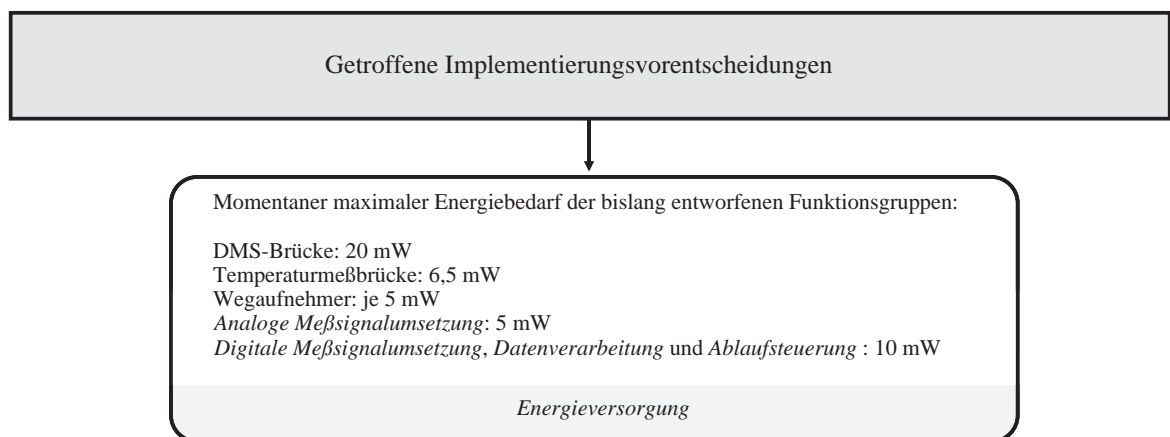 Getroffene Implementierungsvorentscheidungen
Momentaner maximaler Energiebedarf der bislang entworfenen Funktionsgruppen:
DMS-Brücke: 20 mW
Temperaturmeßbrücke: 6,5 mW
Wegaufnehmer: je 5 mW
Analoge Meßsignalumsetzung: 5 mW
Digitale Meßsignalumsetzung, Datenverarbeitung und Ablaufsteuerung : 10 mW
Energieversorgung